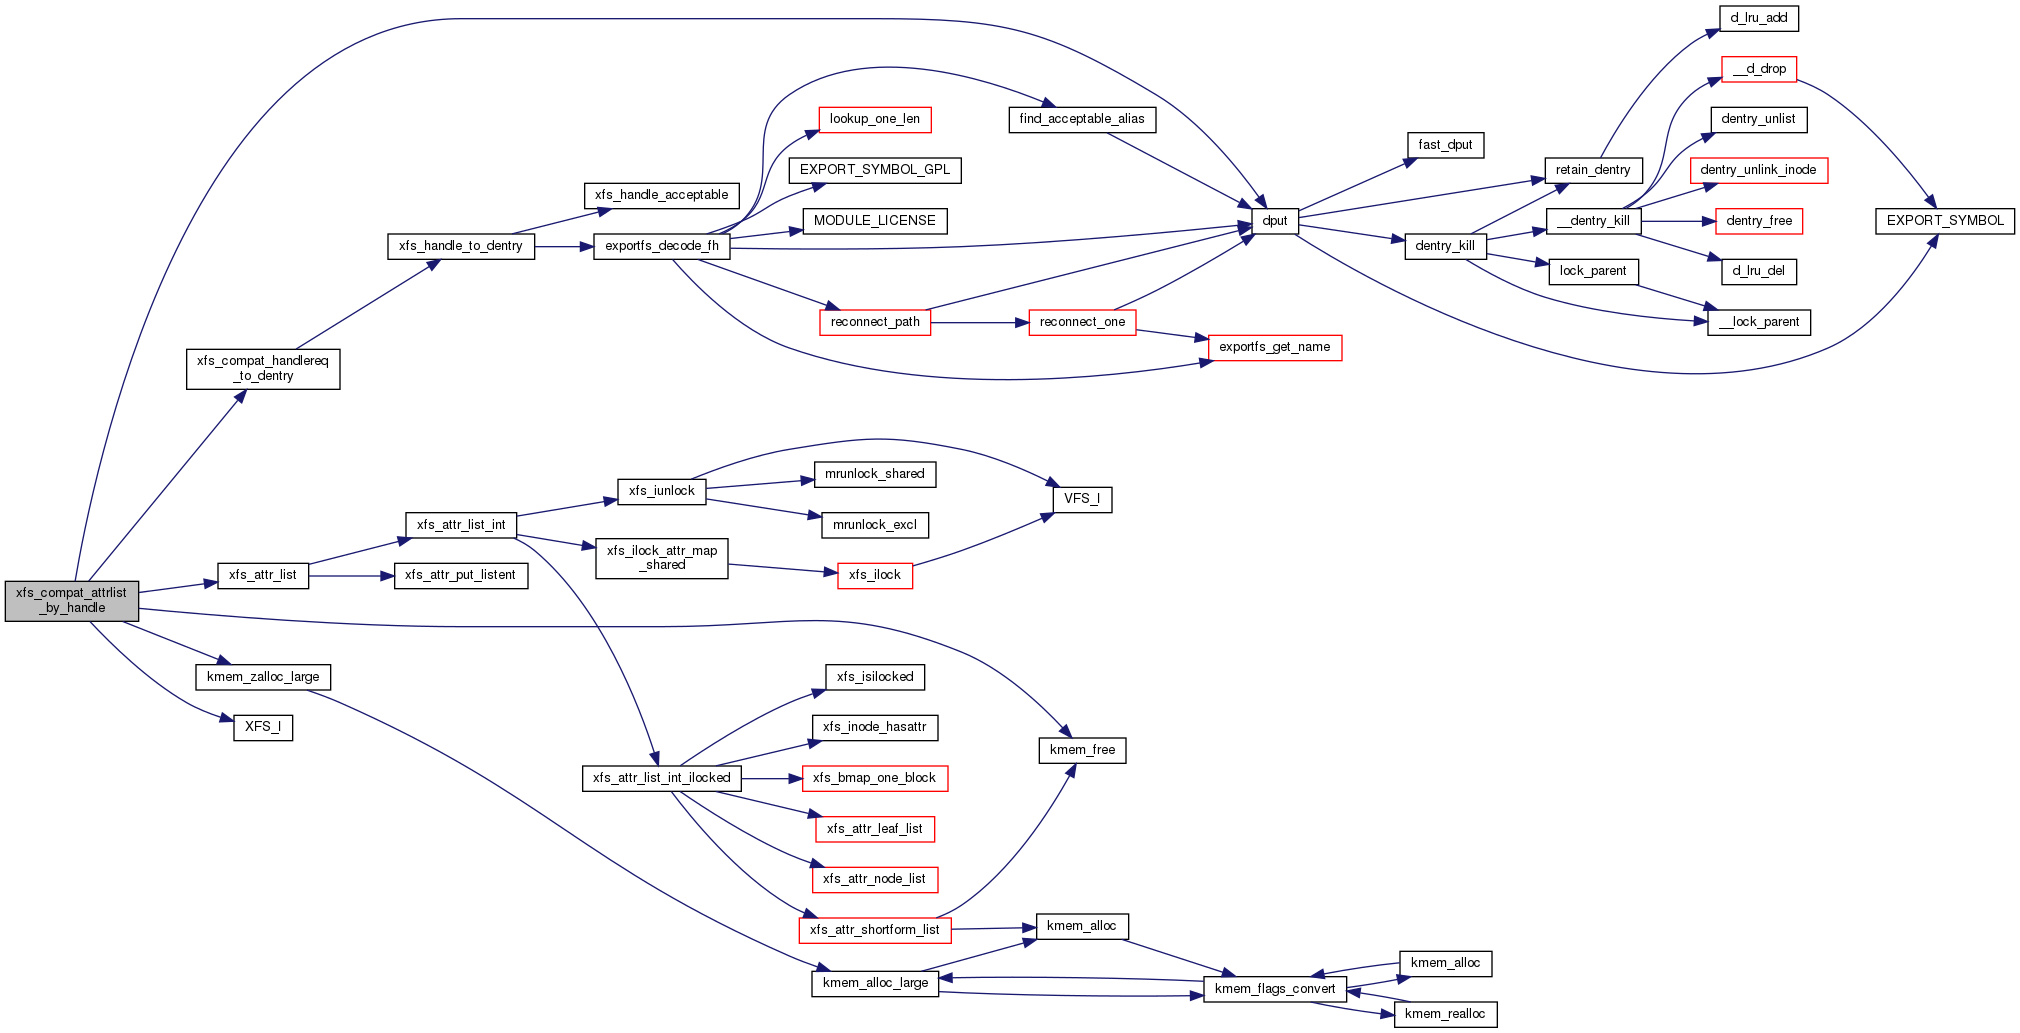 d_lru_add
__d_drop
lookup_one_len
find_acceptable_alias
dentry_unlist
fast_dput
EXPORT_SYMBOL_GPL
retain_dentry
dentry_unlink_inode
xfs_handle_acceptable
MODULE_LICENSE
dput
__dentry_kill
dentry_free
EXPORT_SYMBOL
xfs_handle_to_dentry
exportfs_decode_fh
dentry_kill
lock_parent
d_lru_del
reconnect_path
reconnect_one
__lock_parent
exportfs_get_name
xfs_compat_handlereq
_to_dentry
mrunlock_shared
xfs_iunlock
VFS_I
xfs_attr_list_int
mrunlock_excl
xfs_ilock_attr_map
_shared
xfs_attr_list
xfs_attr_put_listent
xfs_ilock
xfs_compat_attrlist
_by_handle
kmem_zalloc_large
xfs_isilocked
XFS_I
xfs_inode_hasattr
kmem_free
xfs_attr_list_int_ilocked
xfs_bmap_one_block
xfs_attr_leaf_list
xfs_attr_node_list
xfs_attr_shortform_list
kmem_alloc
kmem_alloc
kmem_alloc_large
kmem_flags_convert
kmem_realloc